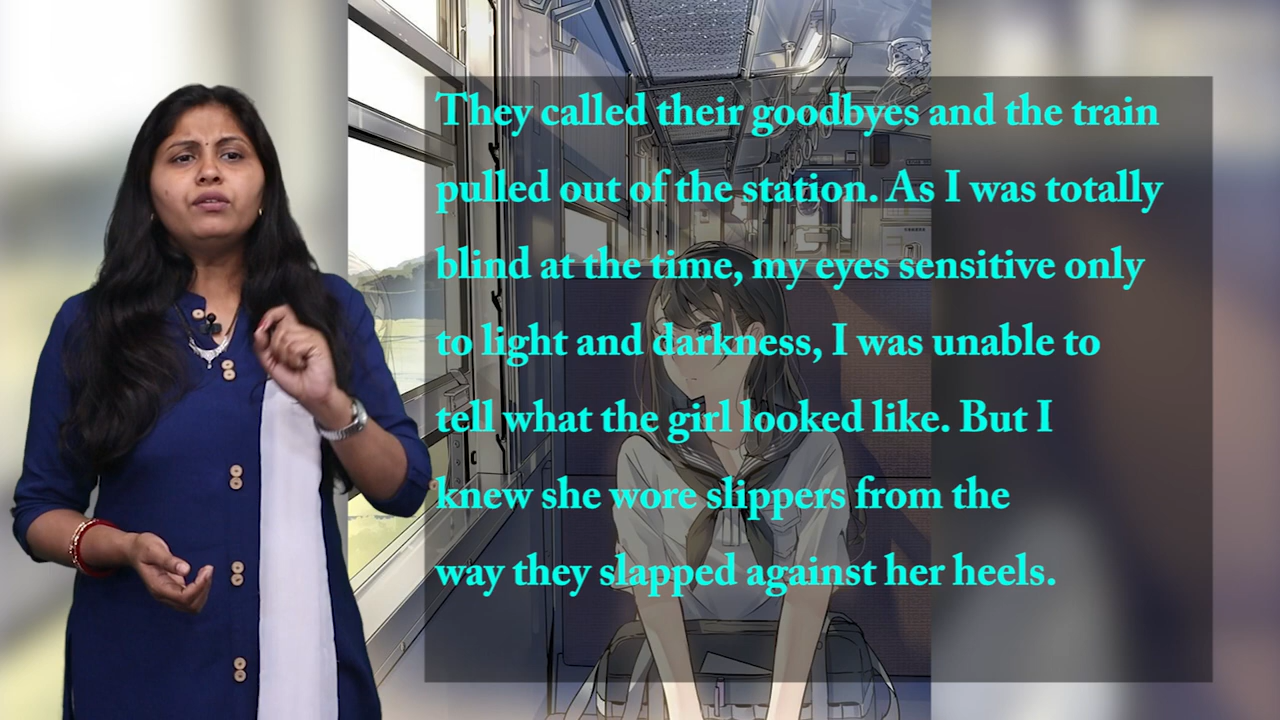 They called their goodbyes and the train
pulled out of the station. As I was totally
blind at the time, my eyes sensitive only
to light and darkness, I was unable to
tell what the girl looked like. But I
knew she wore slippers from the
way they slapped against her heels.